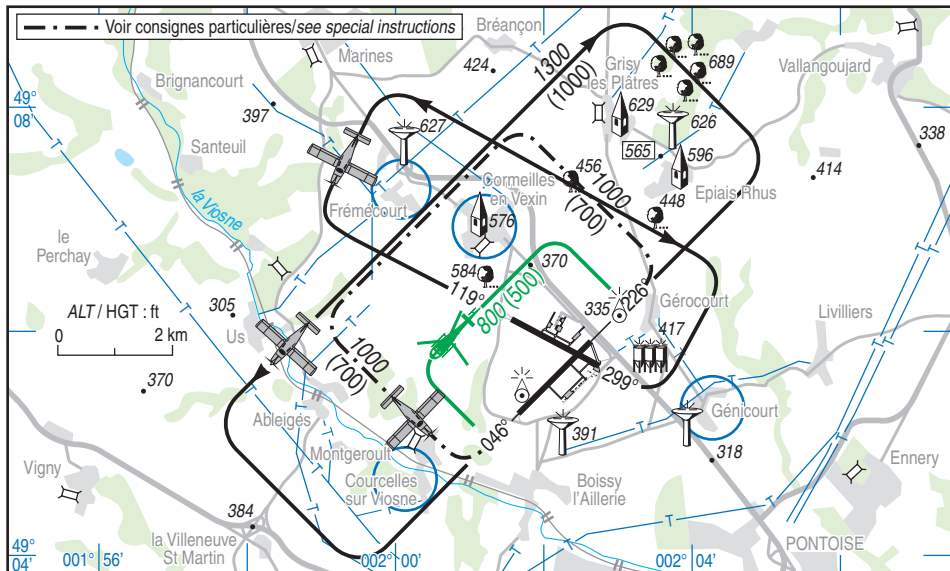 Voir consignes particulières/see special instructions
Bréançon
Marines
424
Brignancourt
397
49°
08'
Santeuil
la Viosne
627
Frémécourt
le
Perchay
Cormeilles
en Vexin
576
584
119°
1300
(1000)
Grisy
les Plâtres
629
689
626
565
596
Vallangoujard
338
414
Epiais Rhus
456
1000
(700)
448
370
800 (500)
335
226°
Gérocourt
417
Livilliers
299°
305
ALT / HGT : ft
0
2 km
Us
370
1000
(700)
Ableiges
046°
Montgeroult
Courcelles
sur Viosne
391
Génicourt
318
Boissy
l'Aillerie
Ennery
Vigny
384
la Villeneuve
St Martin
PONTOISE
49°
04'
001° 56'
002° 00'
002° 04'
T
T
T
T
T
T
T
T
T